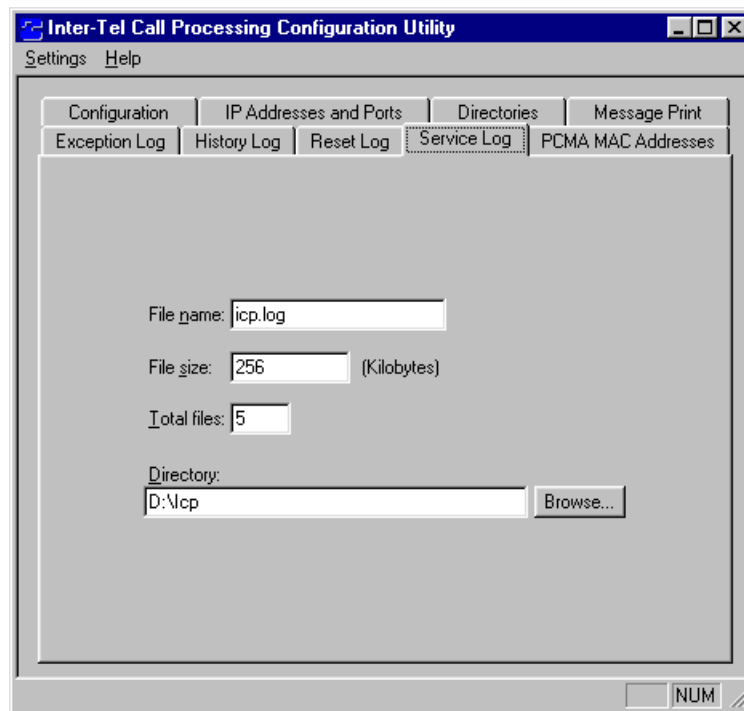 Inter-Tel Call Processing Configuration Utility
Settings Help
Configuration IP Addresses and Ports Directories Message Print
Exception Log History Log Reset Log Service Log PCMA MAC Addresses
File name: icp.log
File size: 256 (Kilobytes)
Total files: 5
Directory:
D:\Icp Browse...
NUM